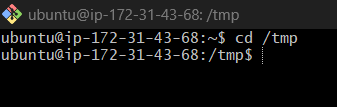 ubuntu@ip-172-31-43-68: /tmp
ubuntu@ip-172-31-43-68:~$ cd /tmp
ubuntu@ip-172-31-43-68:/tmp$